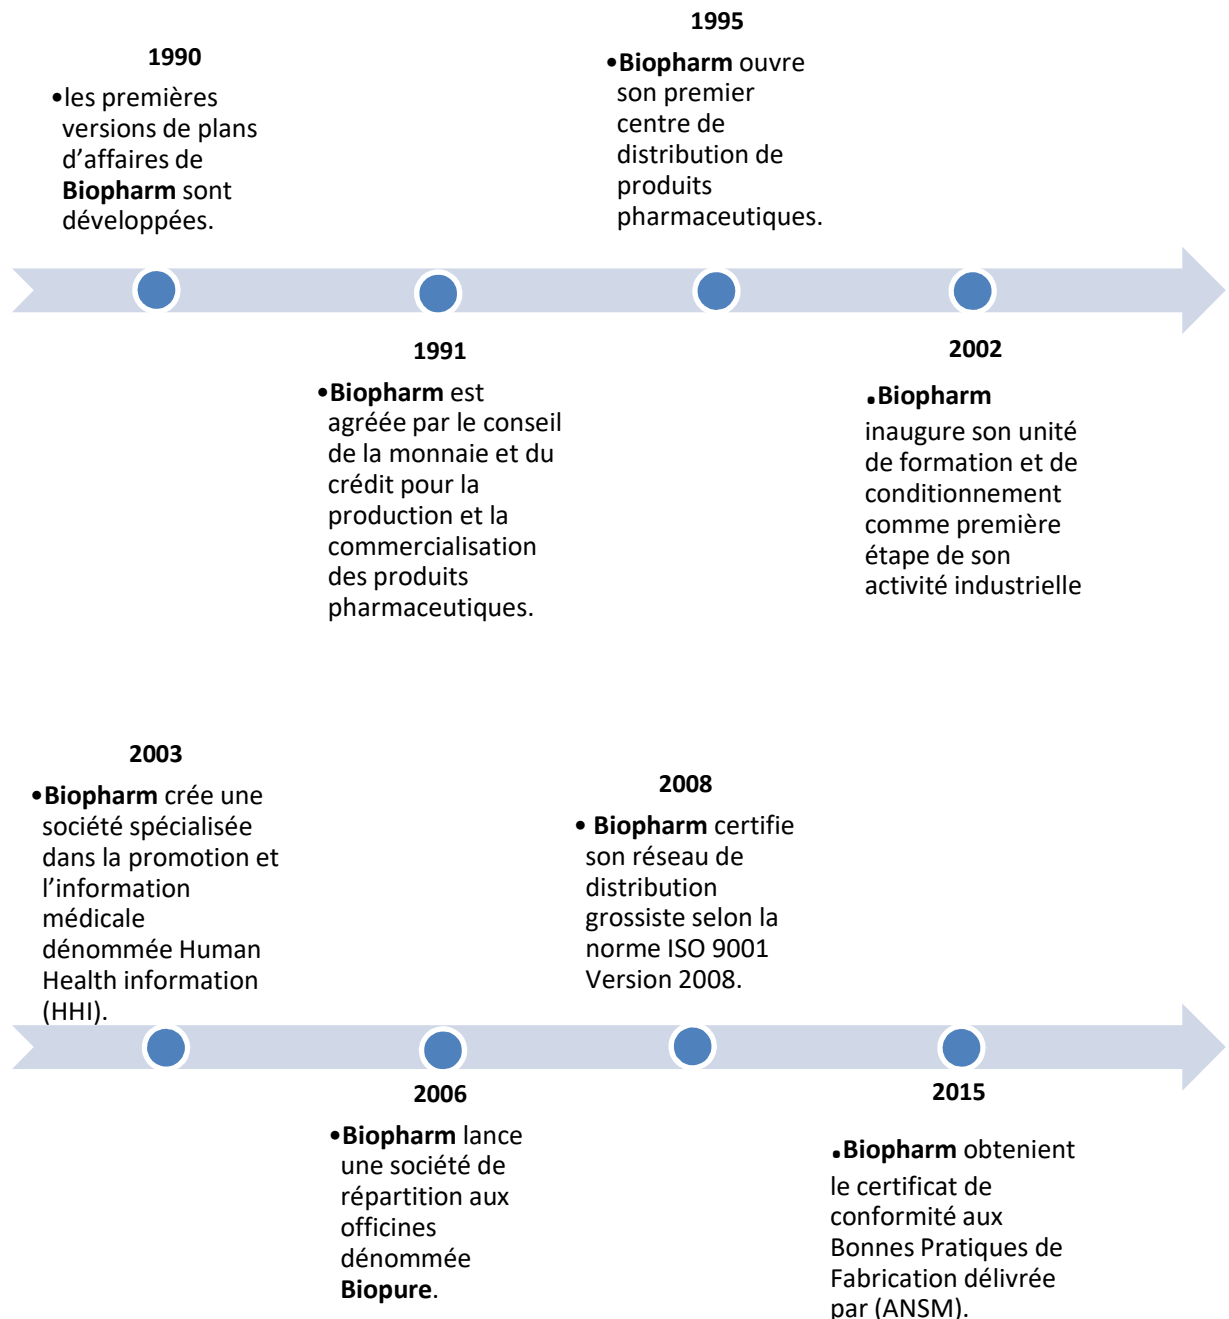 1990
•les premières
versions de plans
d’affaires de
Biopharm sont
développées.
1991
•Biopharm est
agréée par le conseil
de la monnaie et du
crédit pour la
production et la
commercialisation
des produits
pharmaceutiques.
1995
•Biopharm ouvre
son premier
centre de
distribution de
produits
pharmaceutiques.
2002
.Biopharm
inaugure son unité
de formation et de
conditionnement
comme première
étape de son
activité industrielle
2003
•Biopharm crée une
société spécialisée
dans la promotion et
l’information
médicale
dénommée Human
Health information
(HHI).
2006
•Biopharm lance
une société de
répartition aux
officines
dénommée
Biopure.
2008
• Biopharm certifie
son réseau de
distribution
grossiste selon la
norme ISO 9001
Version 2008.
2015
.Biopharm obtenient
le certificat de
conformité aux
Bonnes Pratiques de
Fabrication délivrée
par (ANSM).